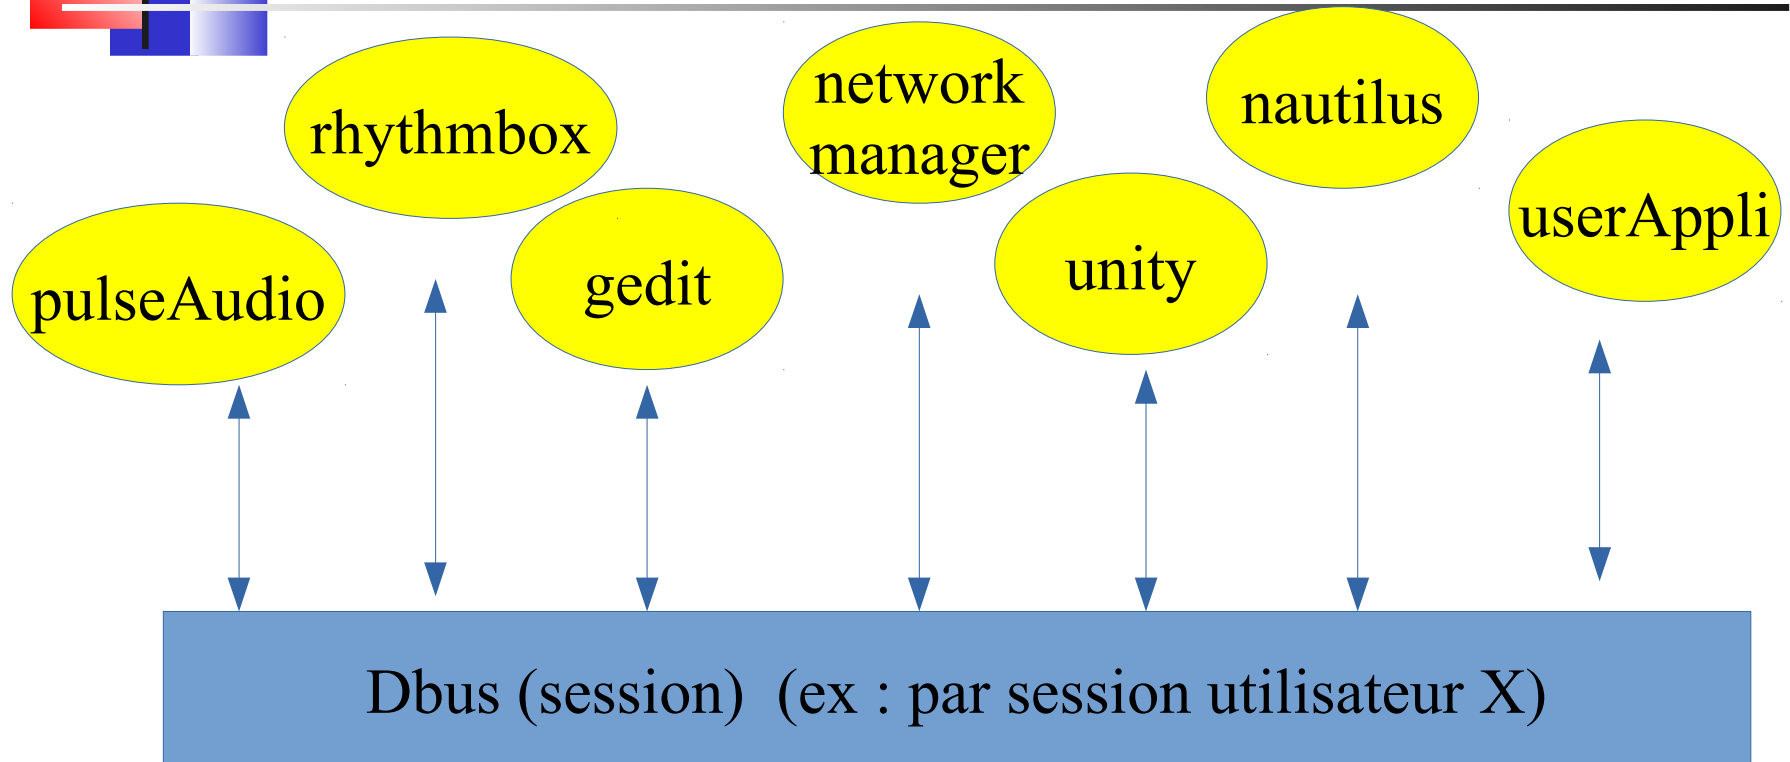 rhythmbox
network
manager
nautilus
userAppli
pulseAudio
gedit
unity
Dbus (session)  (ex : par session utilisateur X)